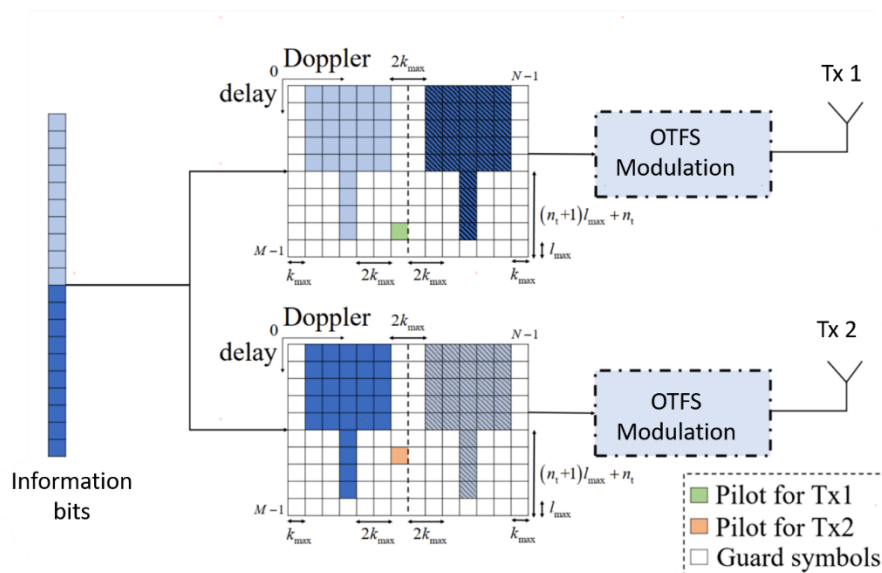 Doppler
2k_max
0
N-1
delay
Tx 1
OTFS
Modulation
(n_t+1)l_max + n_t
M-1
l_max
k_max
2k_max
2k_max
k_max
Doppler
2k_max
0
N-1
delay
Tx 2
OTFS
Modulation
(n_t+1)l_max + n_t
M-1
l_max
k_max
2k_max
2k_max
k_max
Information
bits
Pilot for Tx1
Pilot for Tx2
Guard symbols